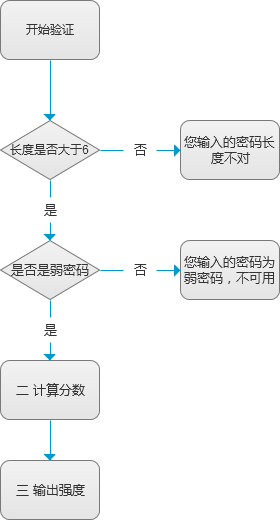 开始验证
长度是否大于6
否
您输入的密码长
度不对
是
是否是弱密码
否
您输入的密码为
弱密码，不可用
是
二 计算分数
三 输出强度